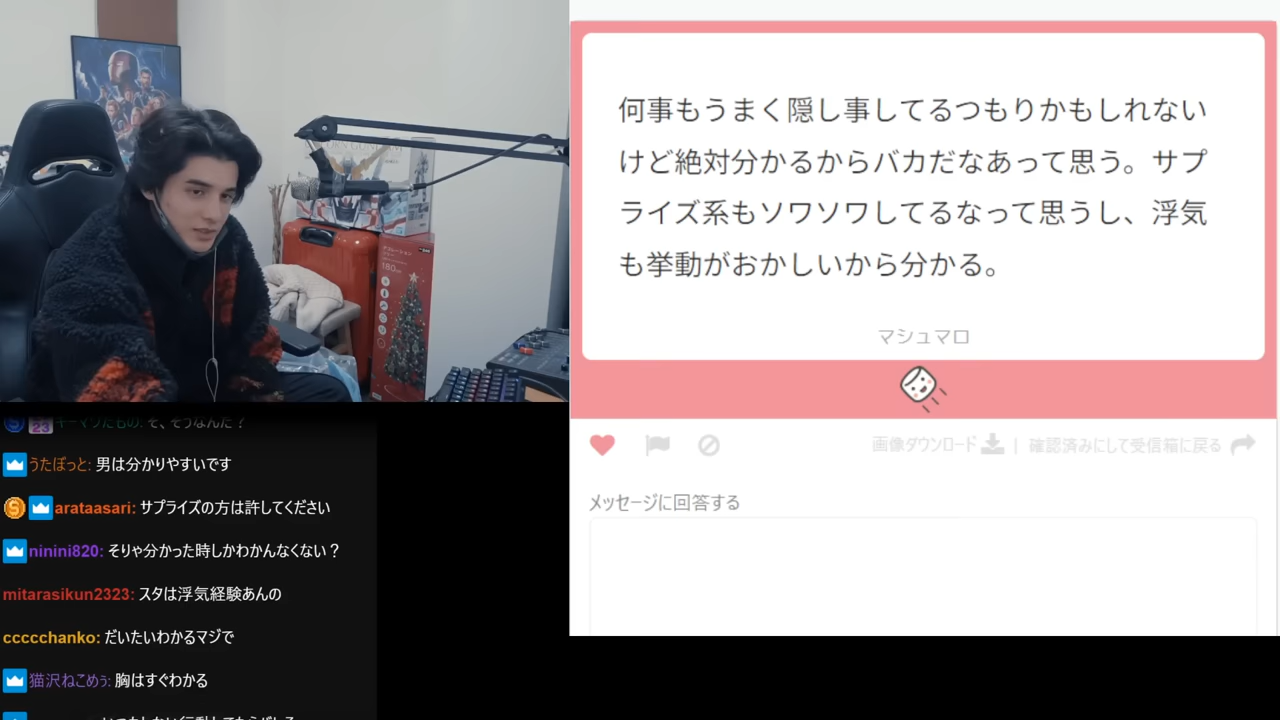 何事もうまく隠し事してるつもりかもしれない
けど絶対分かるからバカだなあって思う。サプ
ライズ系もソワソワしてるなって思うし、浮気
も挙動がおかしいから分かる。
マシュマロ
画像ダウンロード | 確認済みにして受信箱に戻る
メッセージに回答する
180
23
そ、そうなんだ?
うたぼっと: 男は分かりやすいです
arataasari: サプライズの方は許してください
ninini820: そりゃ分かった時しかわかんなくない?
mitarasikun2323: スタは浮気経験あんの
cccccchanko: だいたいわかるマジで
猫沢ねこめぅ: 胸はすぐわかる